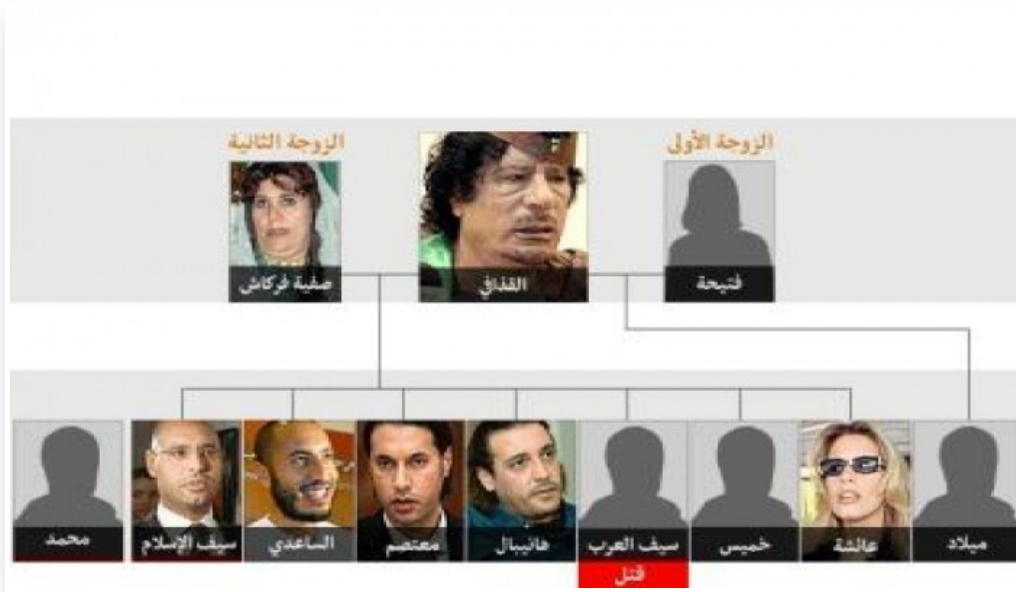 الزوجة الأولى
الزوجة الثانية
فتيحة
القذافي
صفية فركاش
ميلاد
عائشة
خميس
سيف العرب
هانيبال
معتصم
الساعدي
سيف الإسلام
محمد
قتل